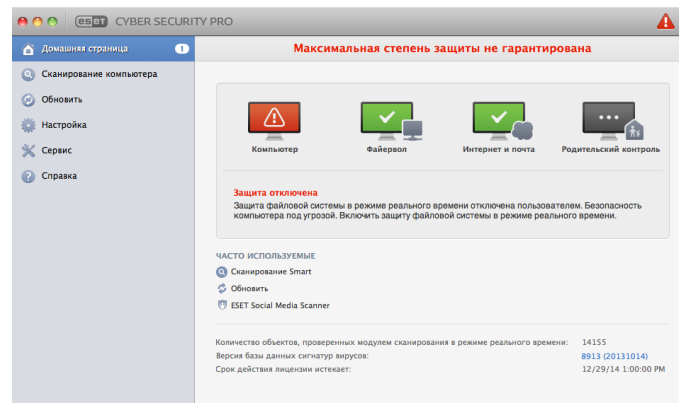 eset CYBER SECURITY PRO
Домашняя страница 1
Сканирование компьютера
Обновить
Настройка
Сервис
Справка
Максимальная степень защиты не гарантирована
Компьютер Файервол Интернет и почта Родительский контроль
Защита отключена
Защита файловой системы в режиме реального времени отключена пользователем. Безопасность
компьютера под угрозой. Включить защиту файловой системы в режиме реального времени.
ЧАСТО ИСПОЛЬЗУЕМЫЕ
Сканирование Smart
Обновить
ESET Social Media Scanner
Количество объектов, проверенных модулем сканирования в режиме реального времени: 14155
Версия базы данных сигнатур вирусов: 8913 (20131014)
Срок действия лицензии истекает: 12/29/14 1:00:00 PM